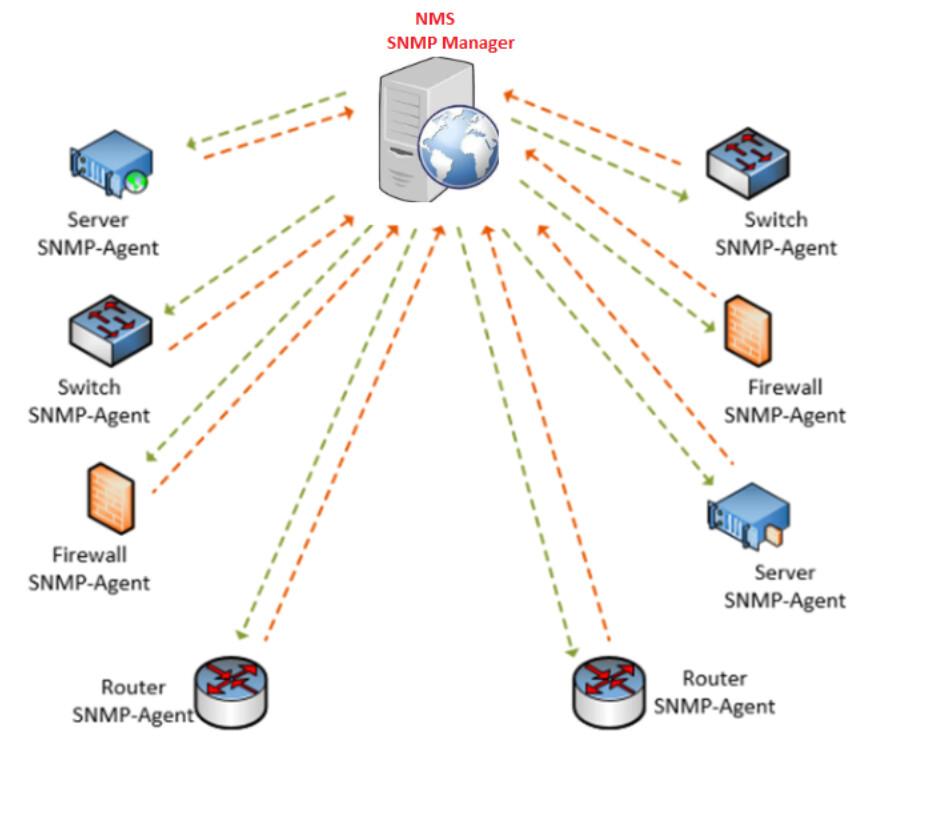 NMS
SNMP Manager
Server
SNMP-Agent
Switch
SNMP-Agent
Switch
SNMP-Agent
Firewall
SNMP-Agent
Firewall
SNMP-Agent
Server
SNMP-Agent
Router
SNMP-Agent
Router
SNMP-Agent